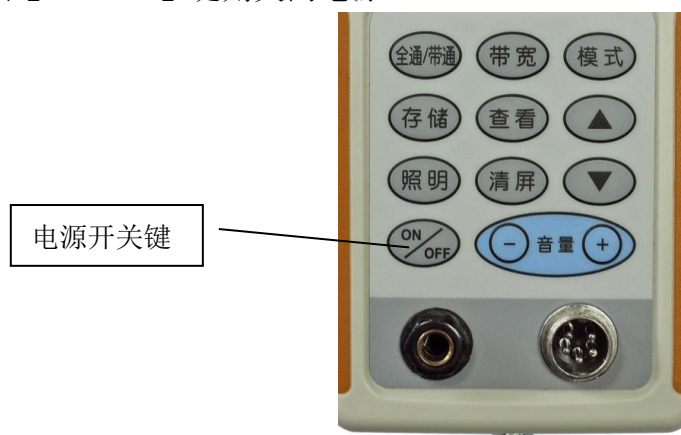 全通/带通 带宽 模式
存储 查看 ▲
照明 清屏 ▼
电源开关键
ON/OFF - 音量 +